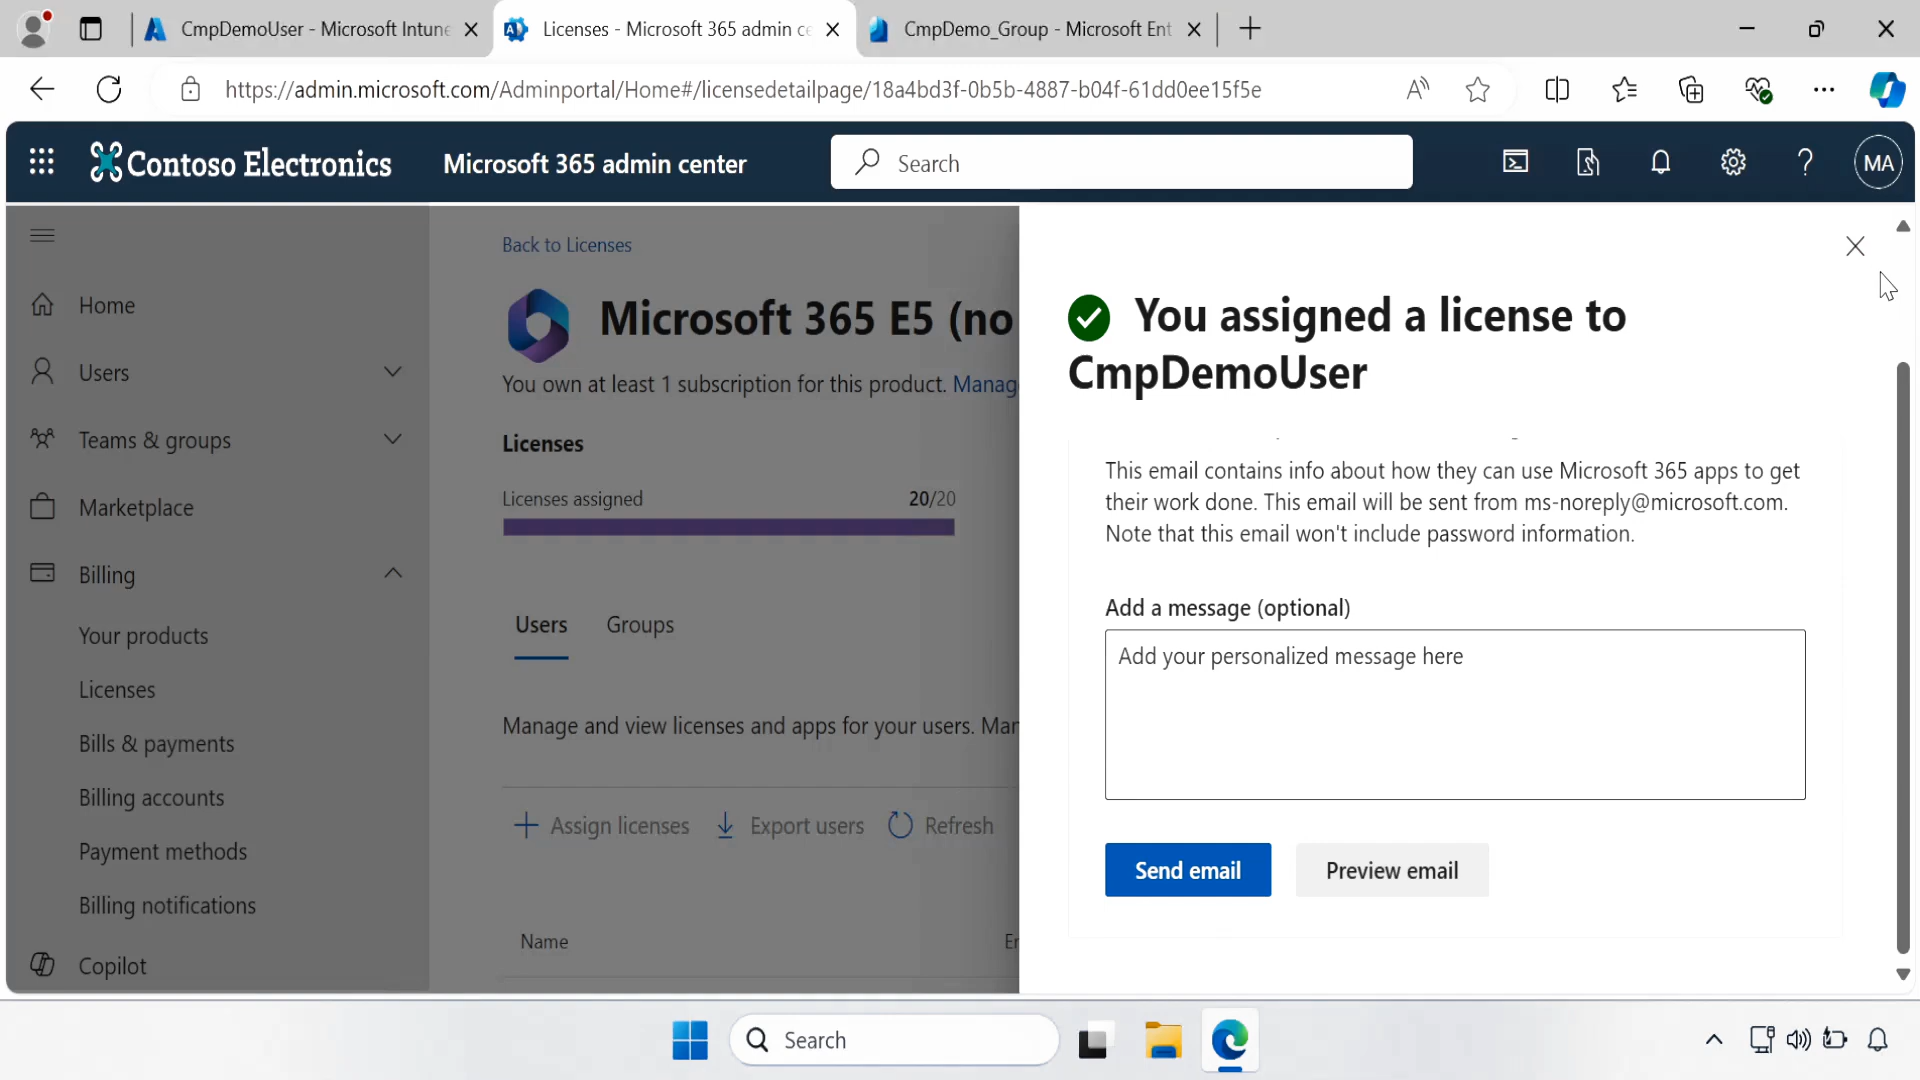 CmpDemoUser - Microsoft Intune
Licenses - Microsoft 365 admin ce
CmpDemo_Group - Microsoft Ent
https://admin.microsoft.com/Adminportal/Home#/licensedetailpage/18a4bd3f-0b5b-4887-b04f-61dd0ee15f5e
Contoso Electronics
Microsoft 365 admin center
Search
MA
Home
Users
Teams & groups
Marketplace
Billing
Your products
Licenses
Bills & payments
Billing accounts
Payment methods
Billing notifications
Copilot
Back to Licenses
Microsoft 365 E5 (no
You own at least 1 subscription for this product. Manag
Licenses
Licenses assigned 20/20
Users Groups
Manage and view licenses and apps for your users. Man
Assign licenses Export users Refresh
Name
You assigned a license to
CmpDemoUser
This email contains info about how they can use Microsoft 365 apps to get
their work done. This email will be sent from ms-noreply@microsoft.com.
Note that this email won't include password information.
Add a message (optional)
Add your personalized message here
Send email Preview email
Search